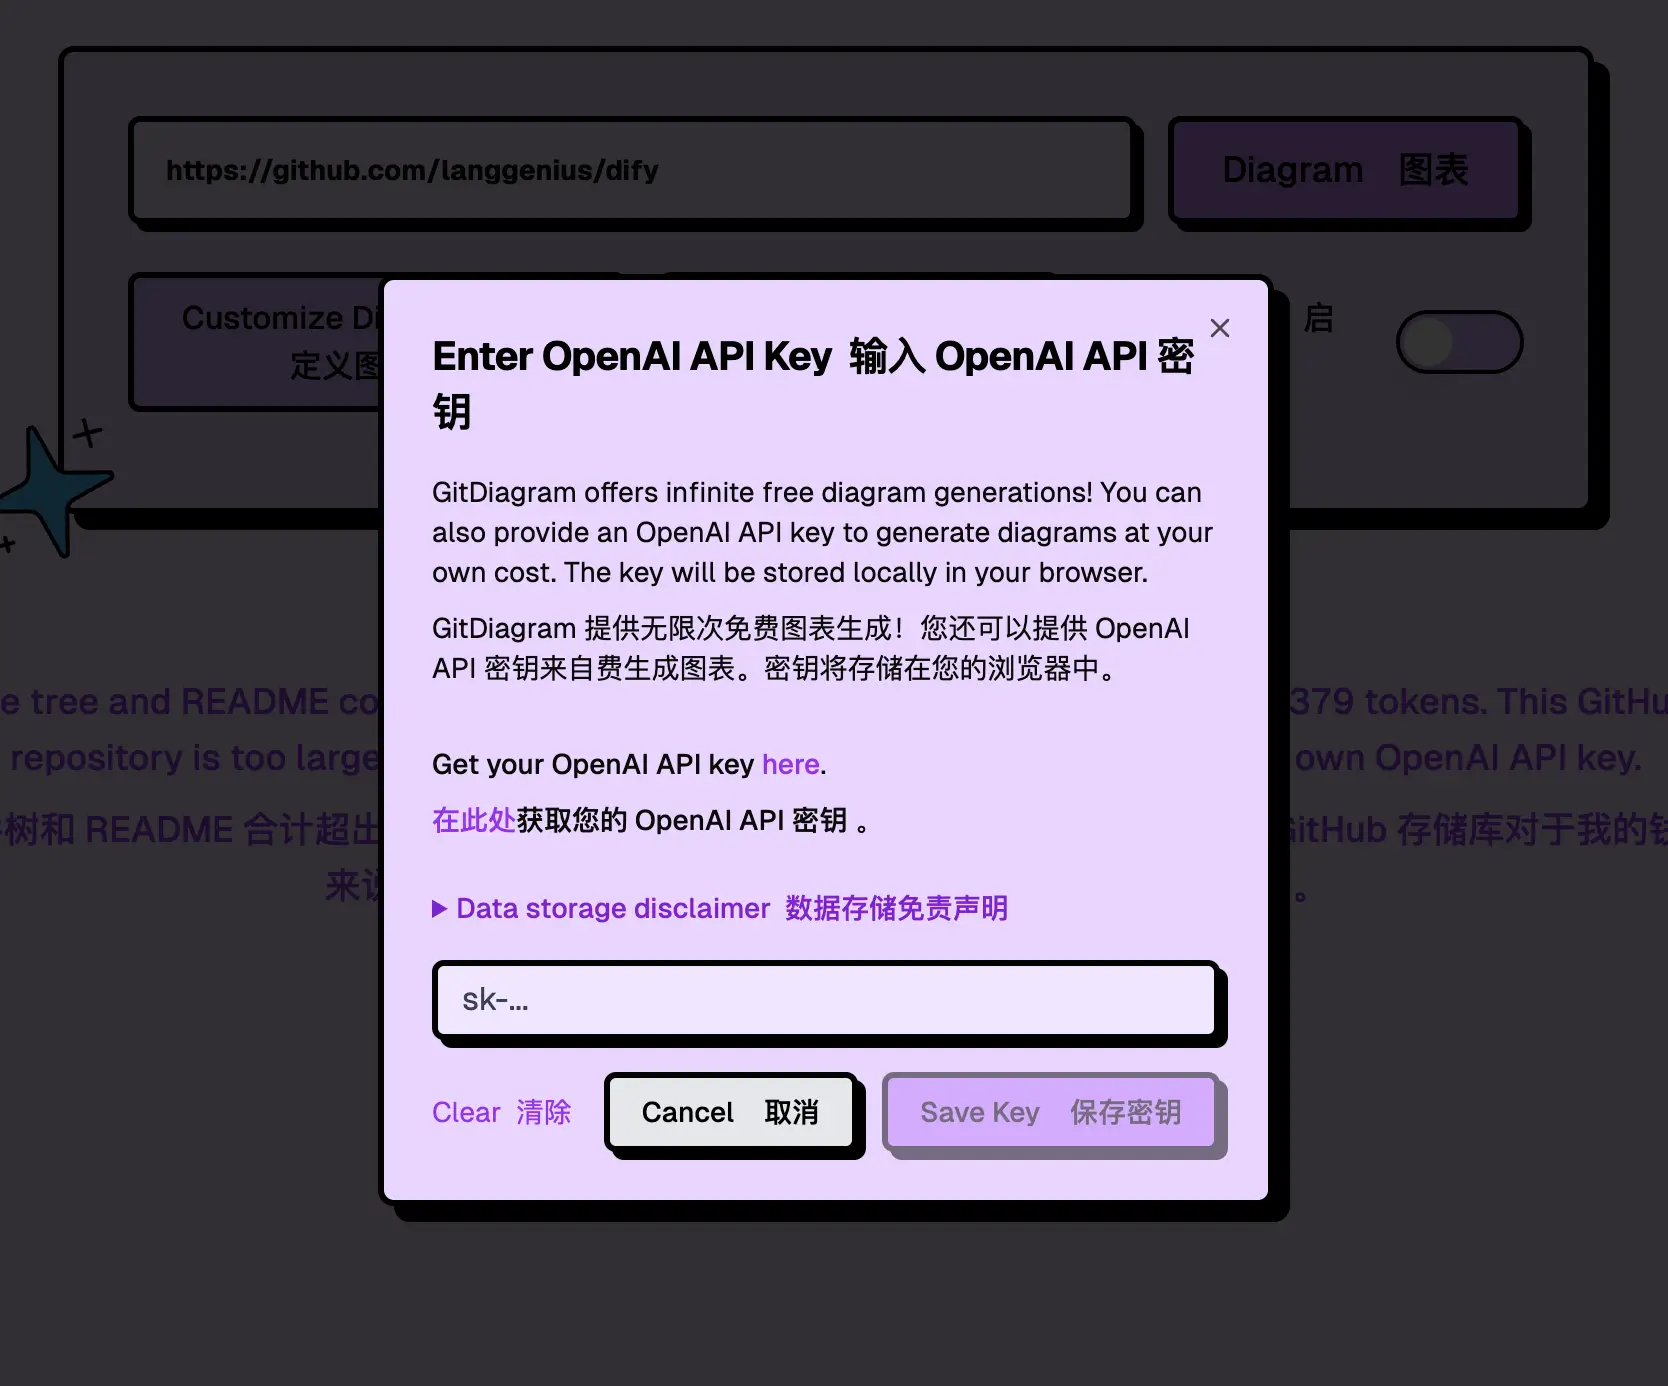 https://github.com/langgenius/dify
Diagram 图表
Customize Di
定义图
启
Enter OpenAI API Key 输入 OpenAI API 密
钥
GitDiagram offers infinite free diagram generations! You can
also provide an OpenAI API key to generate diagrams at your
own cost. The key will be stored locally in your browser.
GitDiagram 提供无限次免费图表生成！您还可以提供 OpenAI
API 密钥来自费生成图表。密钥将存储在您的浏览器中。
Get your OpenAI API key here.
在此处获取您的 OpenAI API 密钥 。
▶ Data storage disclaimer 数据存储免责声明
sk-...
Clear 清除
Cancel 取消
Save Key 保存密钥
e tree and README co
379 tokens. This GitHu
repository is too large
own OpenAI API key.
树和 README 合计超出
GitHub 存储库对于我的钱
来说
。